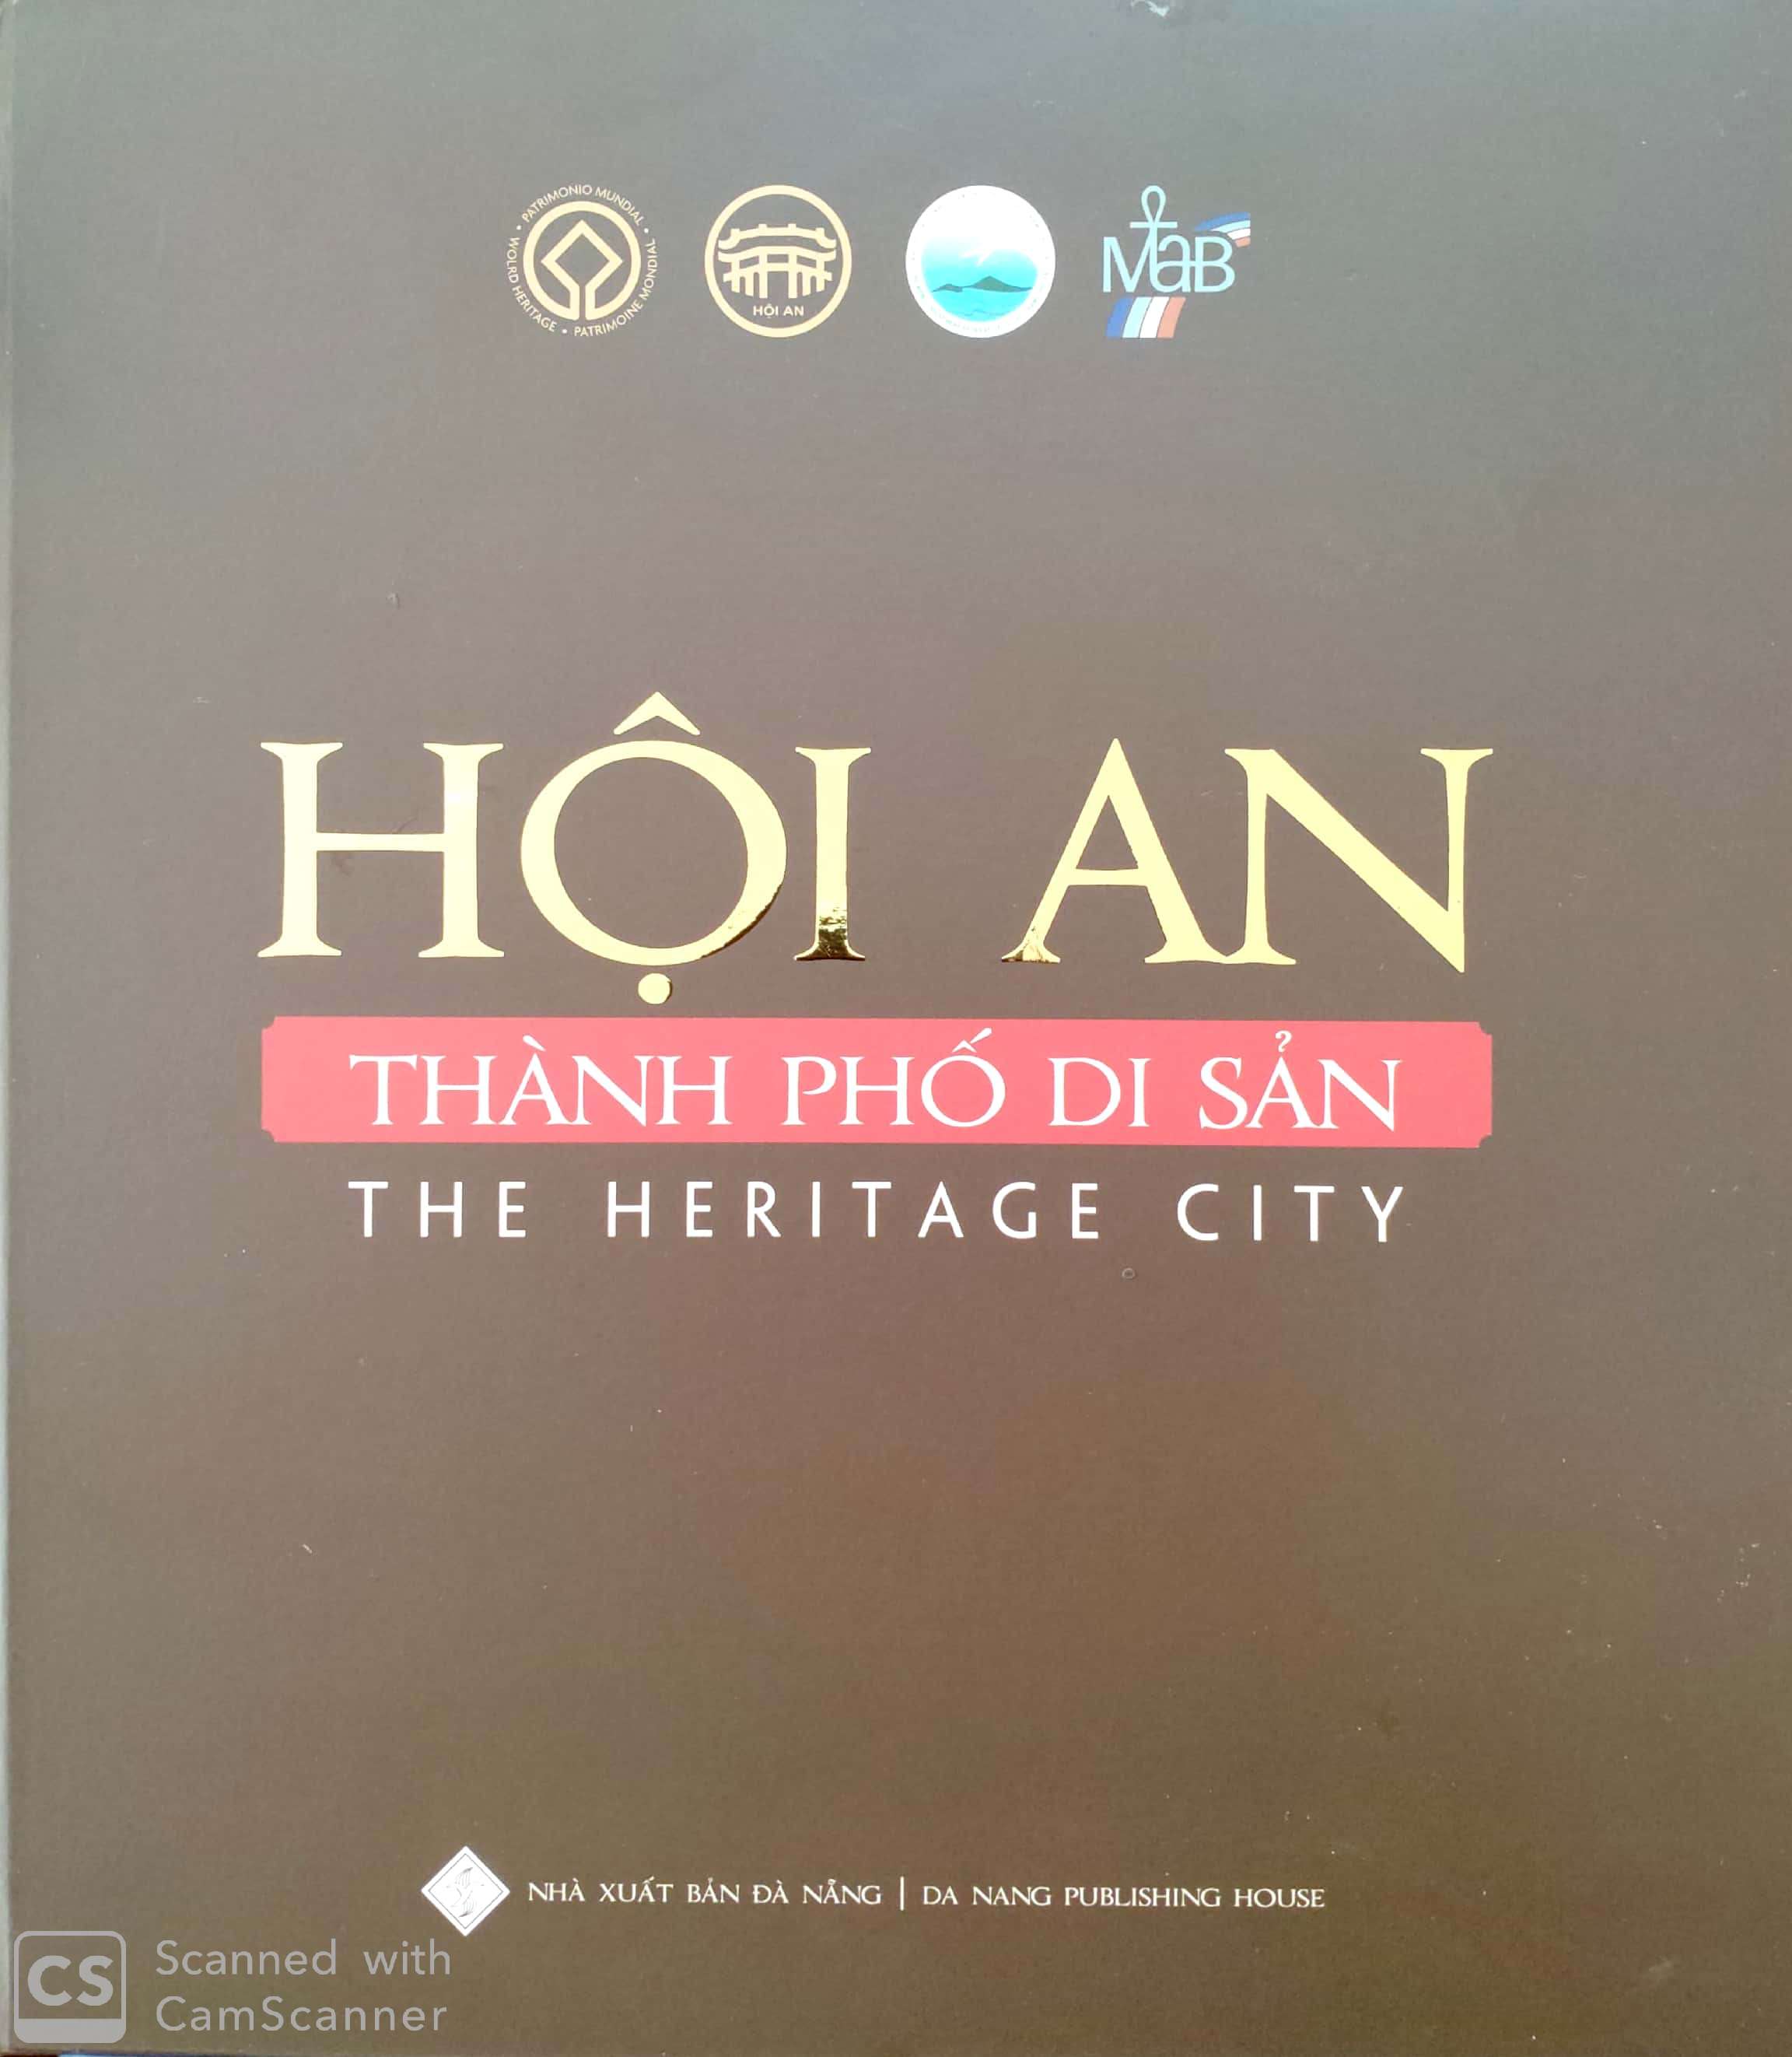 PATRIMONIO MUNDIAL • WOLRD HERITAGE • PATRIMOINE MONDIAL •
HỘI AN
MaB
HỘI AN
THÀNH PHỐ DI SẢN
THE HERITAGE CITY
NHÀ XUẤT BẢN ĐÀ NẴNG | DA NANG PUBLISHING HOUSE
CS Scanned with
CamScanner